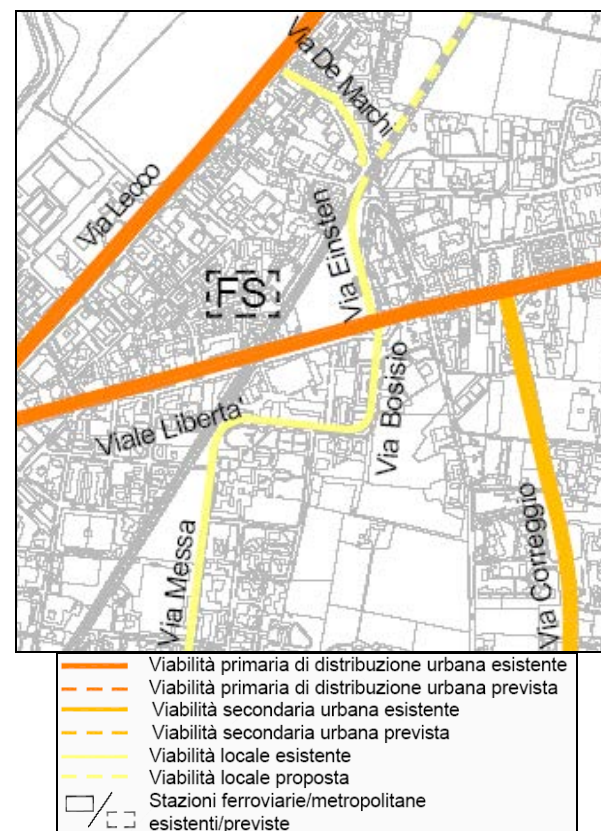 Via De Marchi
Via Lecco
Via Einsten
FS
Viale Liberta'
Via Bosisio
Via Messa
Via Correggio
Viabilità primaria di distribuzione urbana esistente
Viabilità primaria di distribuzione urbana prevista
Viabilità secondaria urbana esistente
Viabilità secondaria urbana prevista
Viabilità locale esistente
Viabilità locale proposta
Stazioni ferroviarie/metropolitane
esistenti/previste